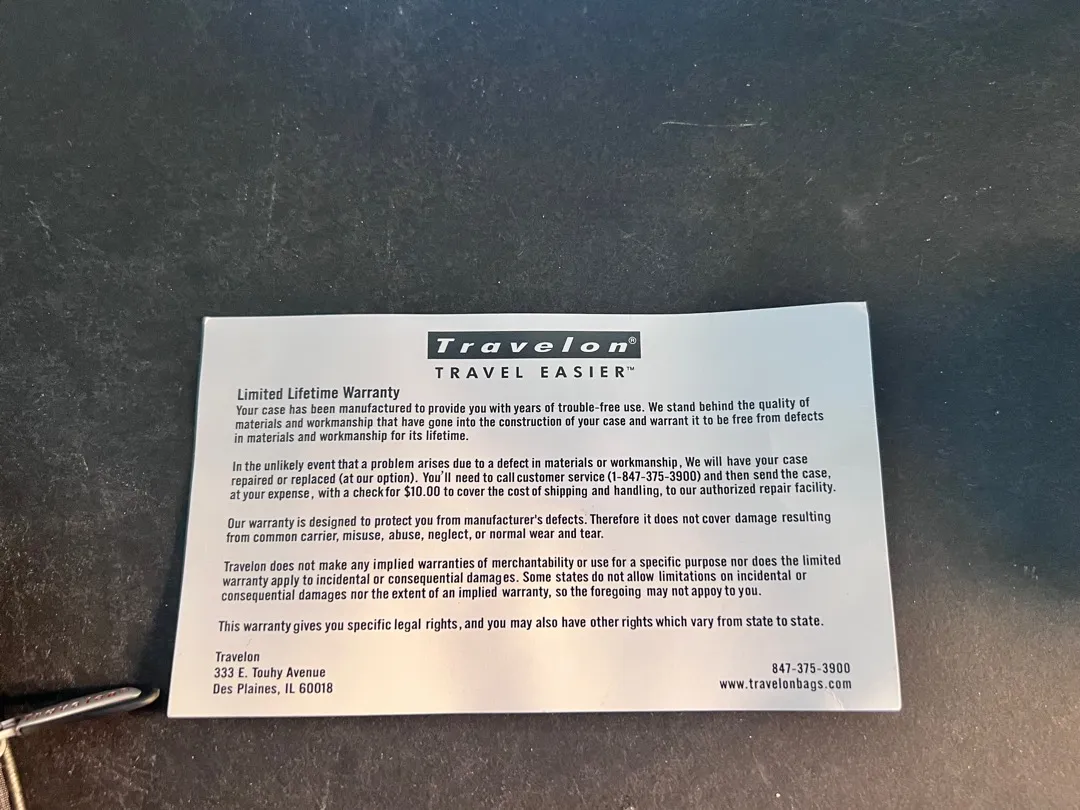 Travelon®
TRAVEL EASIER™
Limited Lifetime Warranty
Your case has been manufactured to provide you with years of trouble-free use. We stand behind the quality of
materials and workmanship that have gone into the construction of your case and warrant it to be free from defects
in materials and workmanship for its lifetime.
In the unlikely event that a problem arises due to a defect in materials or workmanship, We will have your case
repaired or replaced (at our option). You'll need to call customer service (1-847-375-3900) and then send the case,
at your expense, with a check for $10.00 to cover the cost of shipping and handling, to our authorized repair facility.
Our warranty is designed to protect you from manufacturer's defects. Therefore it does not cover damage resulting
from common carrier, misuse, abuse, neglect, or normal wear and tear.
Travelon does not make any implied warranties of merchantability or use for a specific purpose nor does the limited
warranty apply to incidental or consequential damages. Some states do not allow limitations on incidental or
consequential damages nor the extent of an implied warranty, so the foregoing may not appoy to you.
This warranty gives you specific legal rights, and you may also have other rights which vary from state to state.
Travelon
333 E. Touhy Avenue
Des Plaines, IL 60018
847-375-3900
www.travelonbags.com